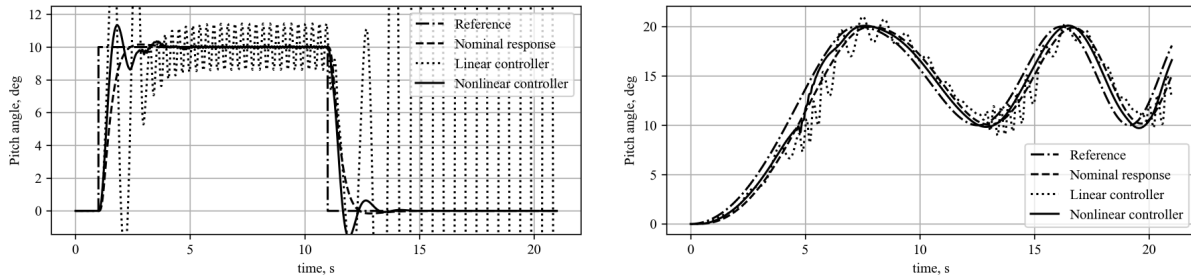 12
10
8
6
4
2
0
Pitch angle, deg
0
5
10
15
20
time, s
Reference
Nominal response
Linear controller
Nonlinear controller
20
15
10
5
0
Pitch angle, deg
0
5
10
15
20
time, s
Reference
Nominal response
Linear controller
Nonlinear controller